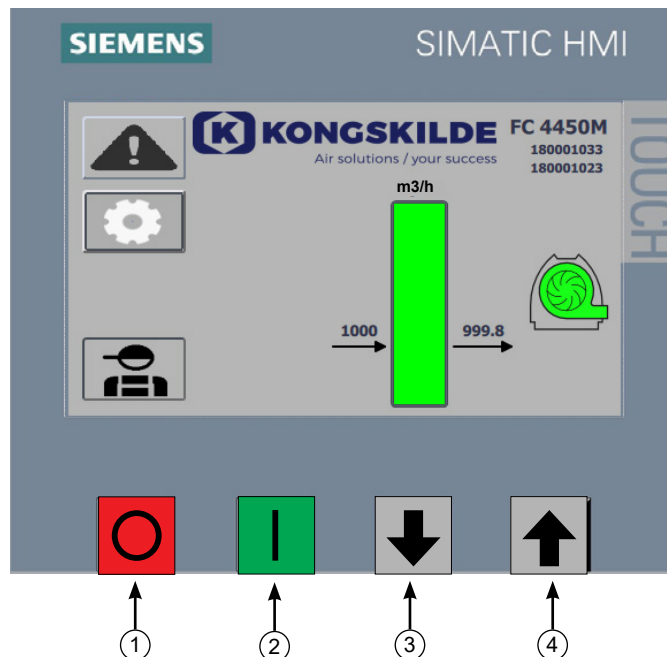 SIEMENS
SIMATIC HMI
TOUCH
K KONGSKILDE
Air solutions / your success
FC 4450M
180001033
180001023
m3/h
1000
999.8
1
2
3
4